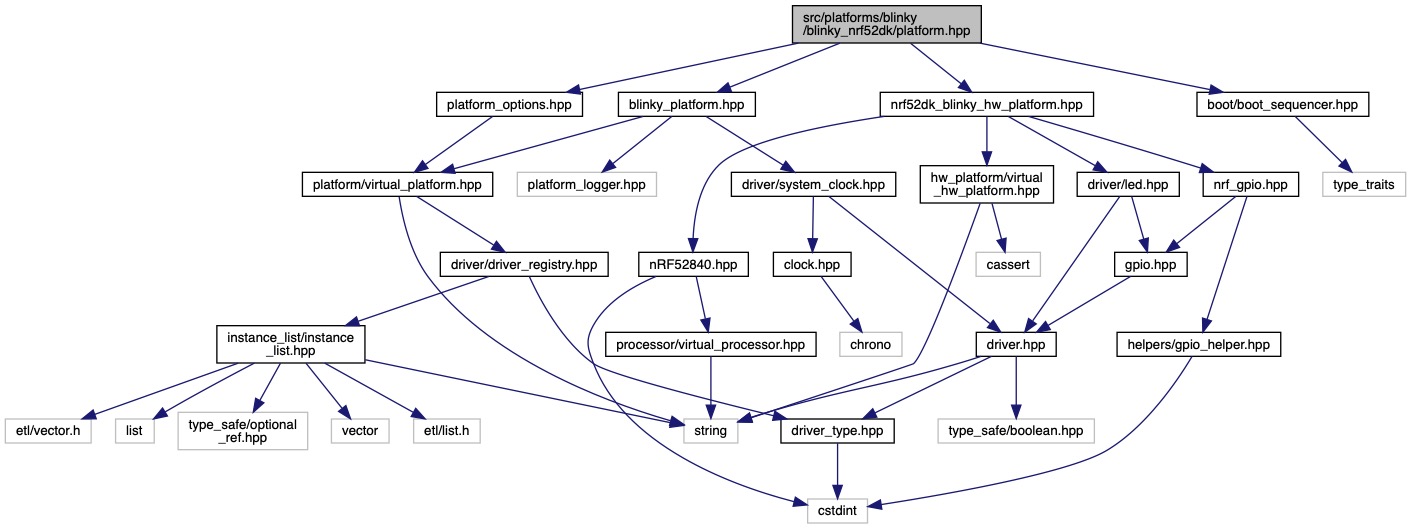 src/platforms/blinky
/blinky_nrf52dk/platform.hpp
platform_options.hpp
blinky_platform.hpp
nrf52dk_blinky_hw_platform.hpp
boot/boot_sequencer.hpp
platform/virtual_platform.hpp
platform_logger.hpp
driver/system_clock.hpp
hw_platform/virtual
_hw_platform.hpp
driver/led.hpp
nrf_gpio.hpp
type_traits
driver/driver_registry.hpp
nRF52840.hpp
clock.hpp
cassert
gpio.hpp
instance_list/instance
_list.hpp
processor/virtual_processor.hpp
chrono
driver.hpp
helpers/gpio_helper.hpp
etl/vector.h
list
type_safe/optional
_ref.hpp
vector
etl/list.h
string
driver_type.hpp
type_safe/boolean.hpp
cstdint